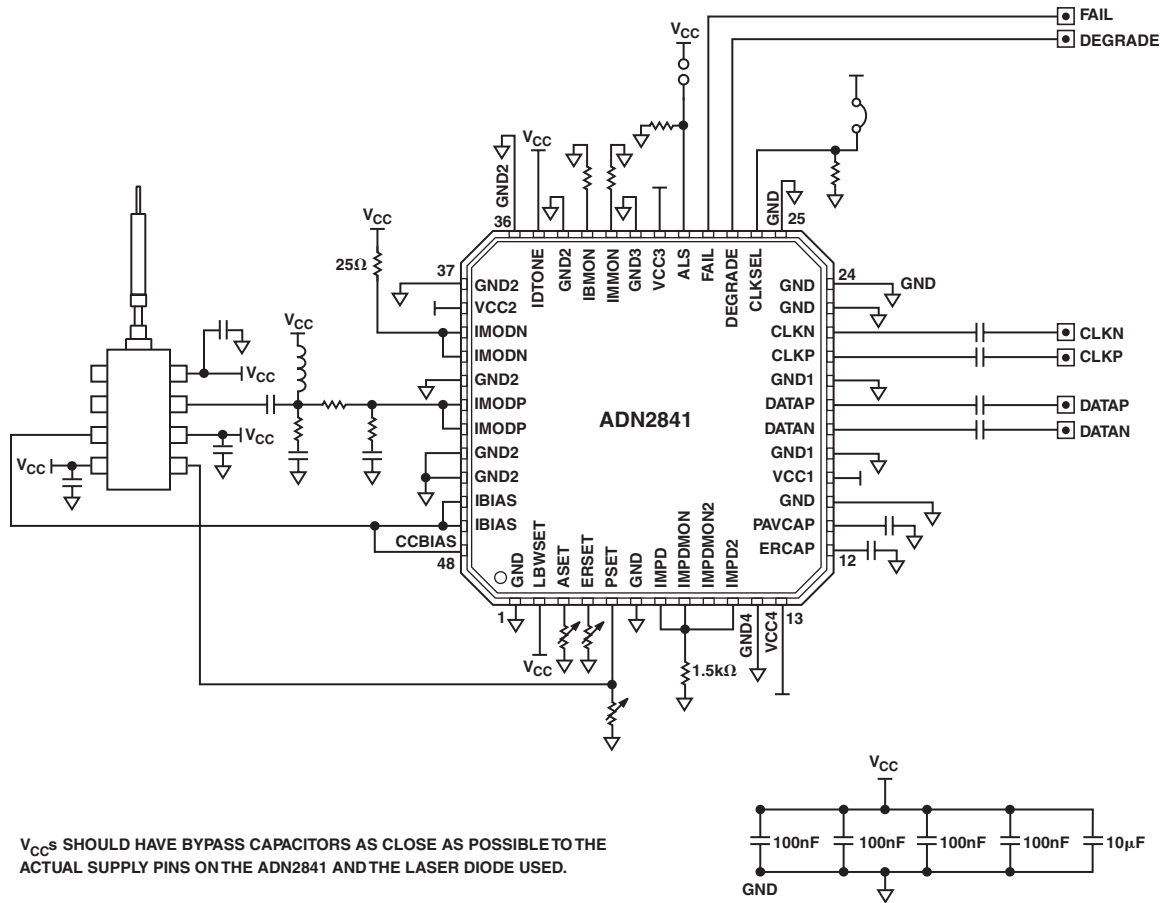 FAIL
DEGRADE
VCC
VCC
GND2
36
GND
25
VCC
25Ω
37
24
GND
IDTONE
GND2
IBMON
IMMON
GND3
VCC3
ALS
FAIL
DEGRADE
CLKSEL
GND2
VCC2
IMODN
IMODN
GND2
IMODP
IMODP
GND2
GND2
IBIAS
IBIAS
CCBIAS
48
ADN2841
GND
GND
CLKN
CLKP
GND1
DATAP
DATAN
GND1
VCC1
GND
PAVCAP
ERCAP
12
CLKN
CLKP
DATAP
DATAN
VCC
VCC
VCC
VCC
GND
LBWSET
ASET
ERSET
PSET
GND
IMPD
IMPDMON
IMPDMON2
IMPD2
GND4
VCC4
1
13
VCC
1.5kΩ
VCC
100nF
100nF
100nF
100nF
10µF
GND
VCCs SHOULD HAVE BYPASS CAPACITORS AS CLOSE AS POSSIBLE TO THE
ACTUAL SUPPLY PINS ON THE ADN2841 AND THE LASER DIODE USED.